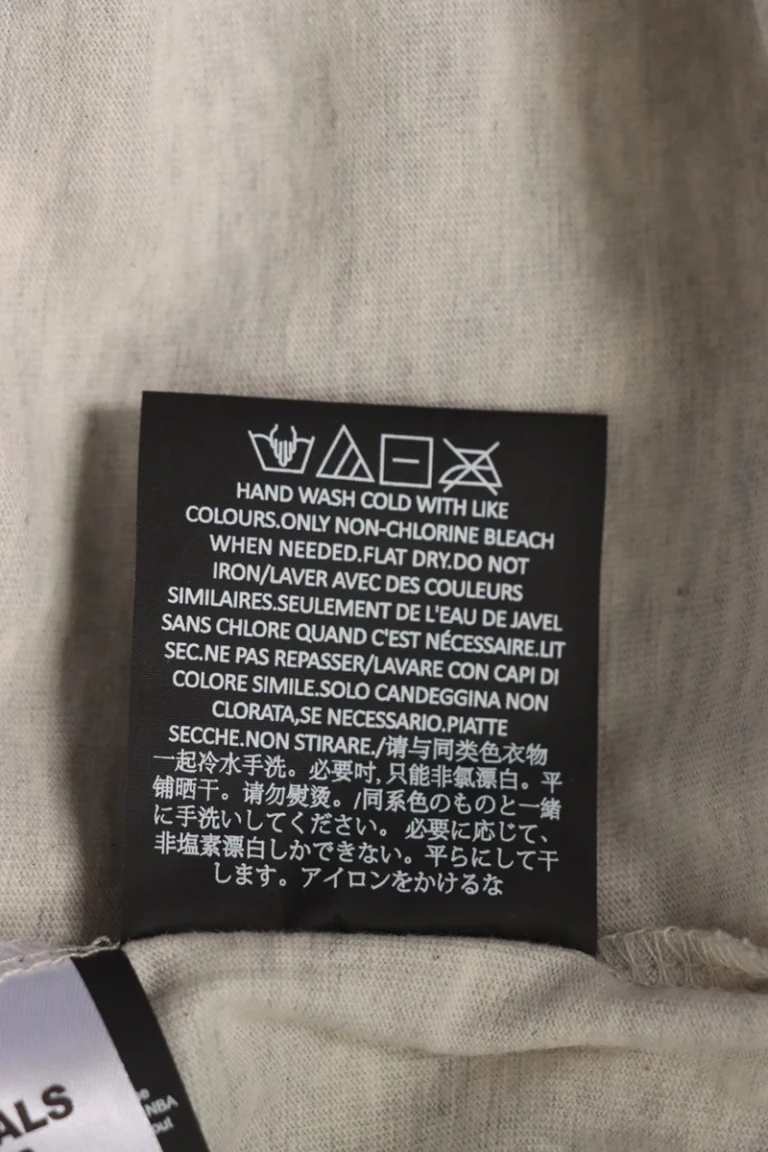 HAND WASH COLD WITH LIKE
COLOURS.ONLY NON-CHLORINE BLEACH
WHEN NEEDED.FLAT DRY.DO NOT
IRON/LAVER AVEC DES COULEURS
SIMILAIRES.SEULEMENT DE L'EAU DE JAVEL
SANS CHLORE QUAND C'EST NÉCESSAIRE.LIT
SEC.NE PAS REPASSER/LAVARE CON CAPI DI
COLORE SIMILE.SOLO CANDEGGINA NON
CLORATA,SE NECESSARIO.PIATTE
SECCHE.NON STIRARE./请与同类色衣物
一起冷水手洗。必要时,只能非氯漂白。平
铺晒干。请勿熨烫。/同系色のものと一緒
に手洗いしてください。必要に応じて、
非塩素漂白しかできない。平らにして干
します。アイロンをかけるな
ALS
NBA